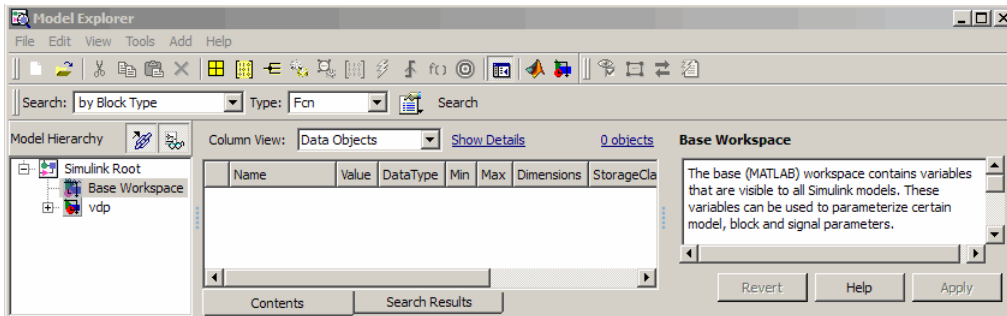 Model Explorer
File Edit View Tools Add Help
Search: by Block Type Type: Fcn Search
Model Hierarchy
Simulink Root
Base Workspace
vdp
Column View: Data Objects Show Details 0 objects
Name Value DataType Min Max Dimensions StorageCla
Contents Search Results
Base Workspace
The base (MATLAB) workspace contains variables
that are visible to all Simulink models. These
variables can be used to parameterize certain
model, block and signal parameters.
Revert Help Apply